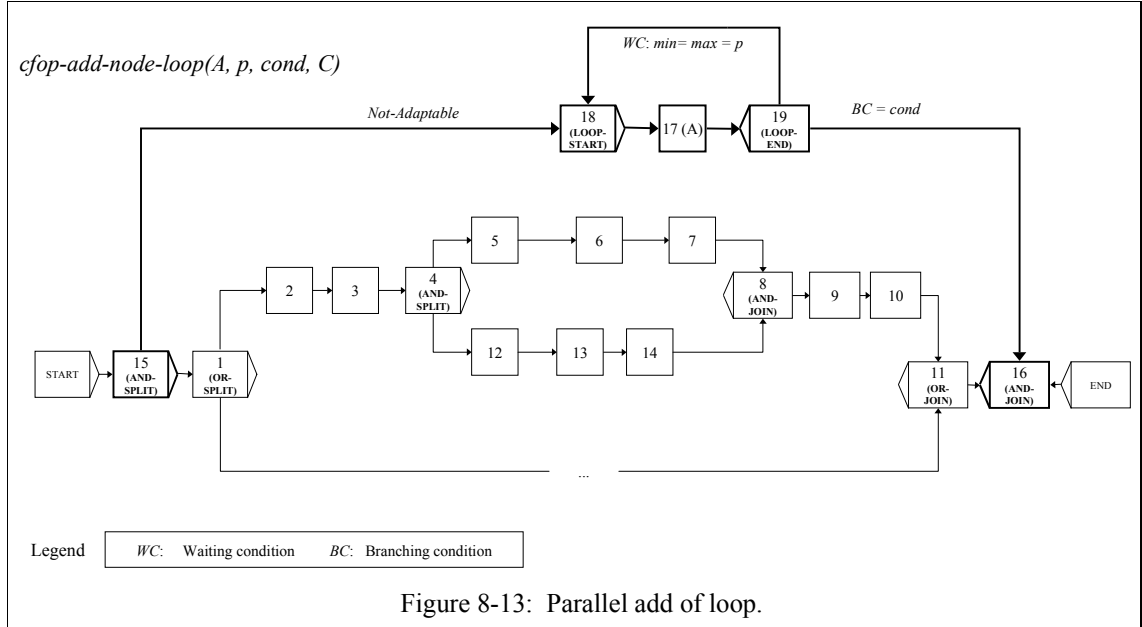 WC: min= max = p
cfop-add-node-loop(A, p, cond, C)
Not-Adaptable
18
(LOOP-
START)
17 (A)
19
(LOOP-
END)
BC = cond
5
6
7
2
3
4
(AND-
SPLIT)
8
(AND-
JOIN)
9
10
12
13
14
START
15
(AND-
SPLIT)
1
(OR-
SPLIT)
11
(OR-
JOIN)
16
(AND-
JOIN)
END
...
Legend
WC: Waiting condition BC: Branching condition
Figure 8-13: Parallel add of loop.